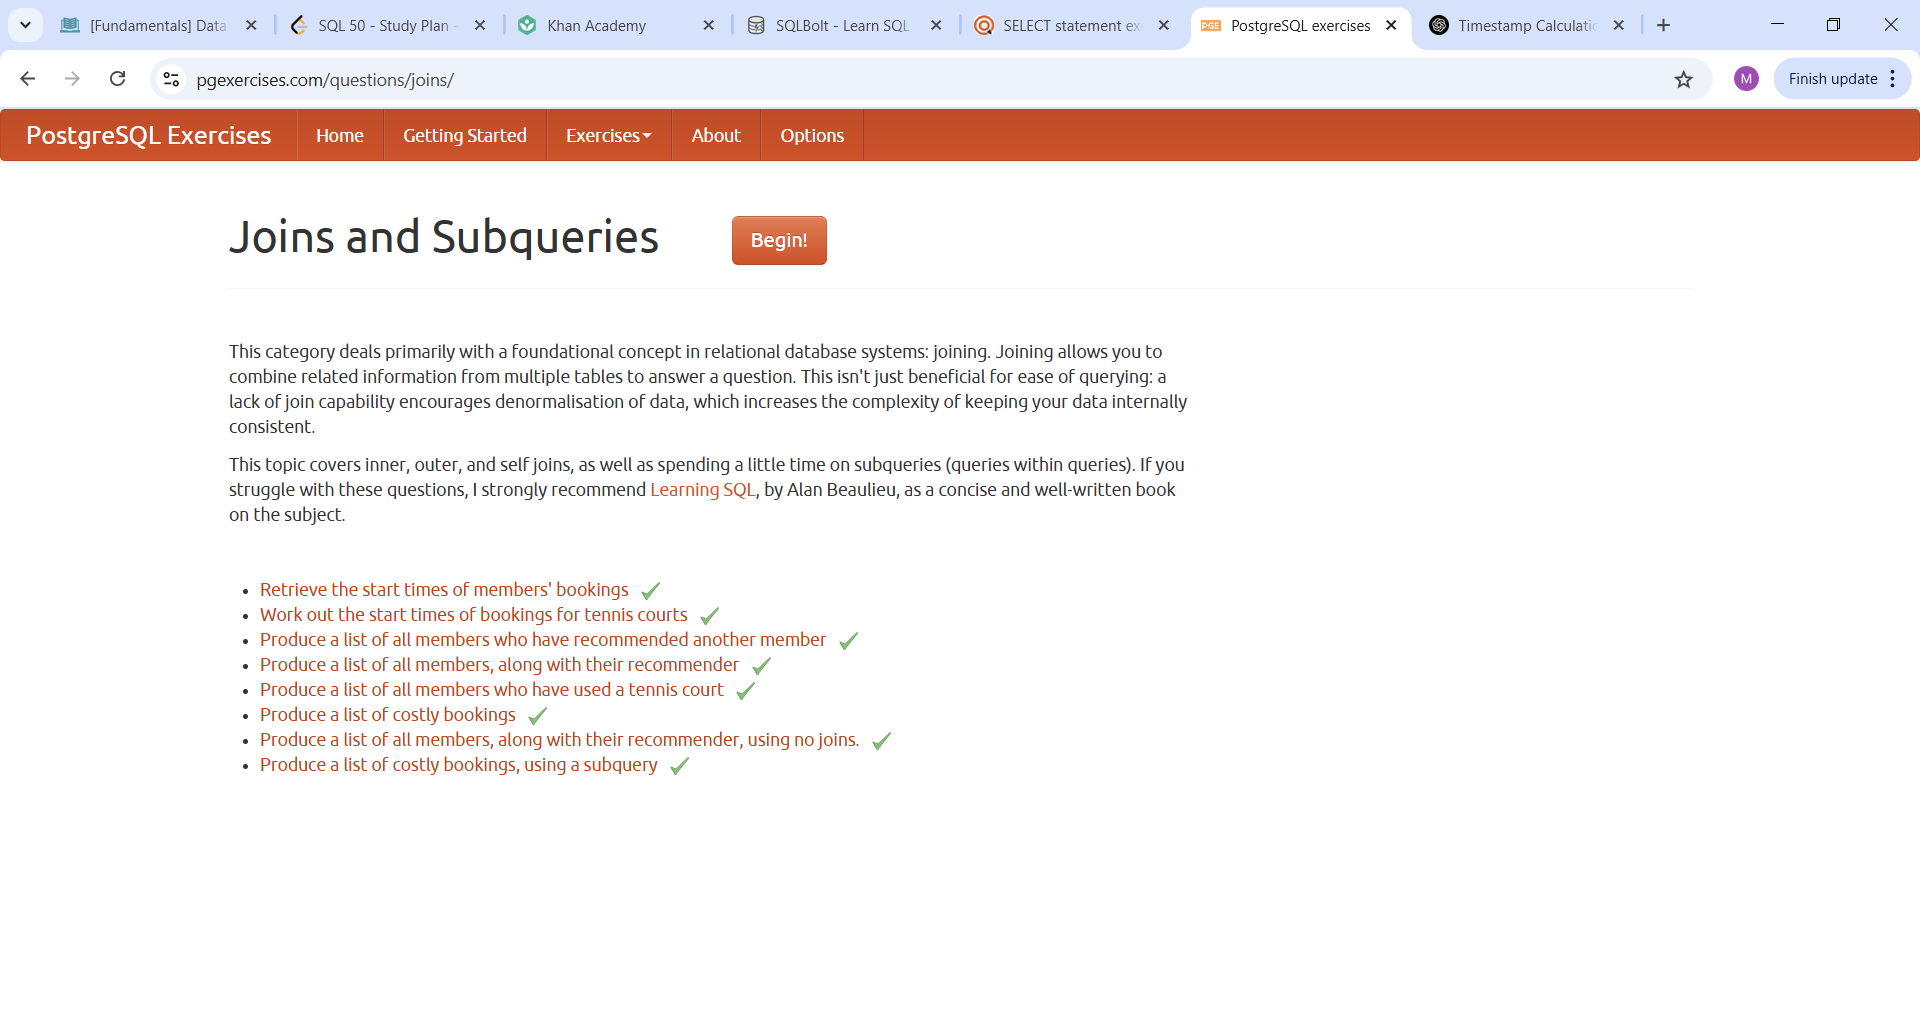 [Fundamentals] Data
SQL 50 - Study Plan -
Khan Academy
SQLBolt - Learn SQL
SELECT statement ex
PGE
PostgreSQL exercises
Timestamp Calculatic
pgexercises.com/questions/joins/
M
Finish update
PostgreSQL Exercises
Home
Getting Started
Exercises
About
Options
Joins and Subqueries
Begin!
This category deals primarily with a foundational concept in relational database systems: joining. Joining allows you to
combine related information from multiple tables to answer a question. This isn't just beneficial for ease of querying: a
lack of join capability encourages denormalisation of data, which increases the complexity of keeping your data internally
consistent.
This topic covers inner, outer, and self joins, as well as spending a little time on subqueries (queries within queries). If you
struggle with these questions, I strongly recommend Learning SQL, by Alan Beaulieu, as a concise and well-written book
on the subject.
• Retrieve the start times of members' bookings
• Work out the start times of bookings for tennis courts
• Produce a list of all members who have recommended another member
• Produce a list of all members, along with their recommender
• Produce a list of all members who have used a tennis court
• Produce a list of costly bookings
• Produce a list of all members, along with their recommender, using no joins.
• Produce a list of costly bookings, using a subquery